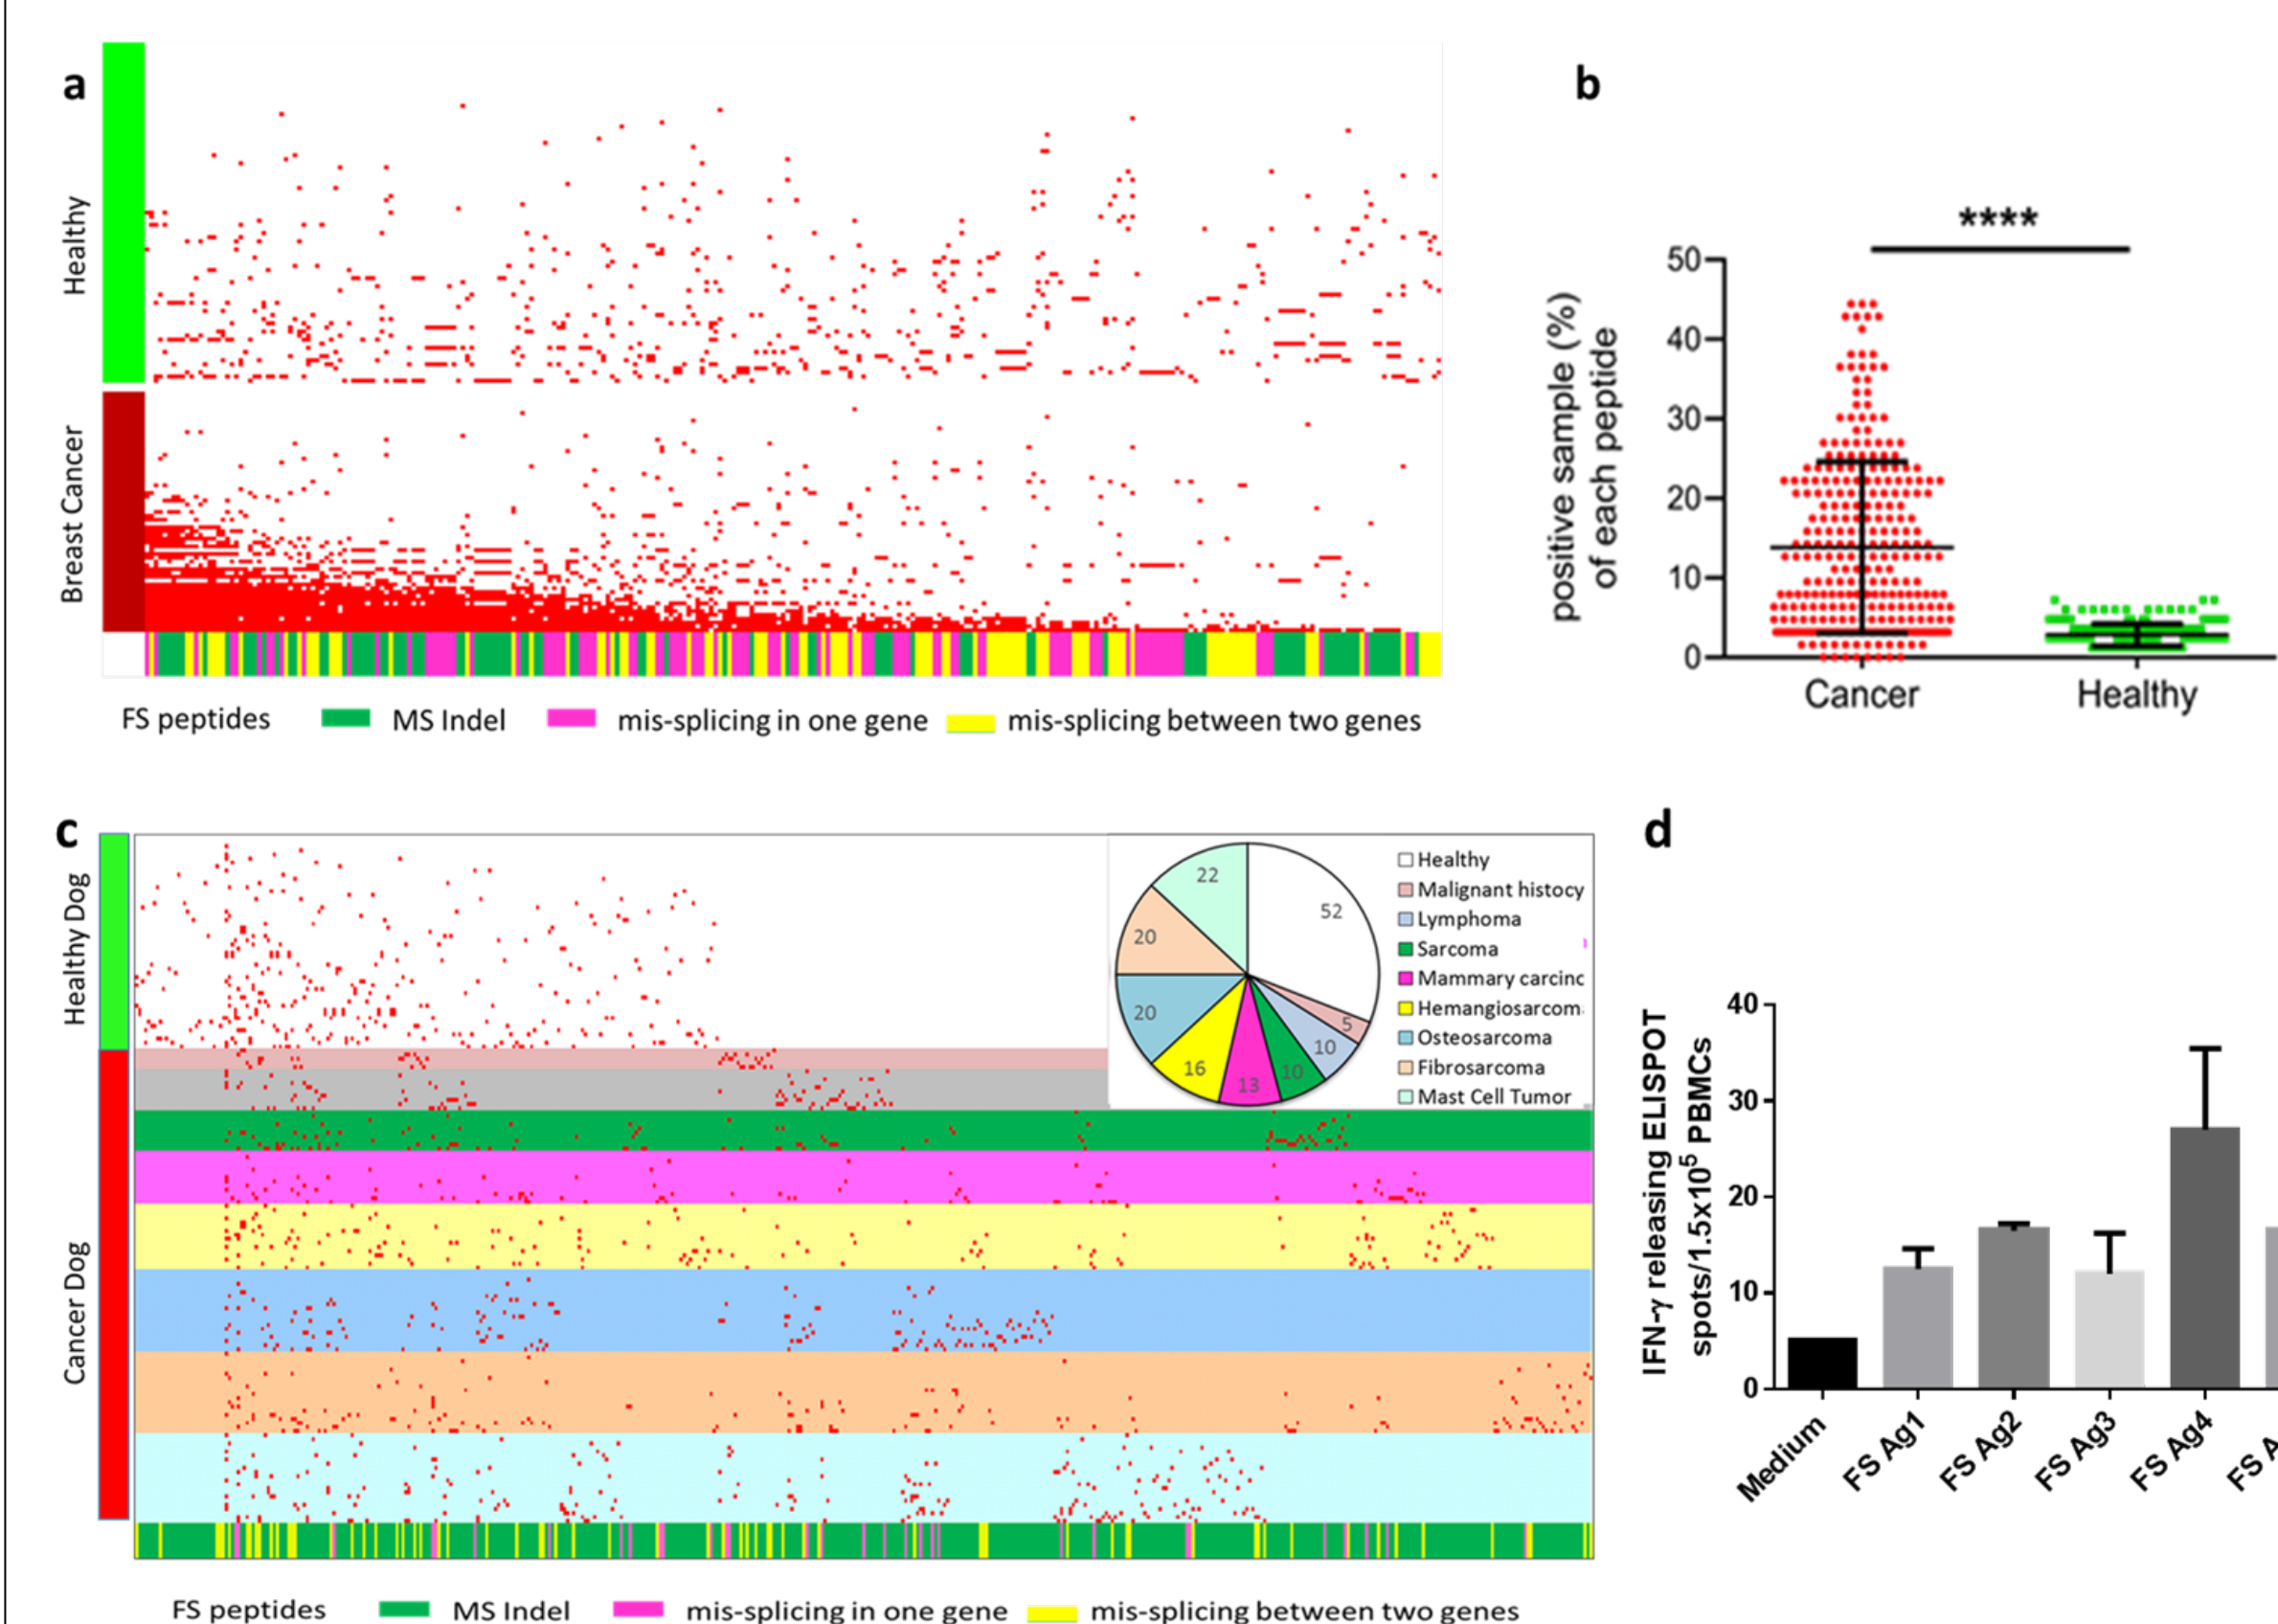 a
Healthy
Breast Cancer
FS peptides MS Indel mis-splicing in one gene mis-splicing between two genes
b
positive sample (%)
of each peptide
****
50
40
30
20
10
0
Cancer Healthy
c
Healthy Dog
Cancer Dog
22
52
20
5
20
10
16
13
10
Healthy
Malignant histocy
Lymphoma
Sarcoma
Mammary carcinc
Hemangiosarcom
Osteosarcoma
Fibrosarcoma
Mast Cell Tumor
FS peptides MS Indel mis-splicing in one gene mis-splicing between two genes
d
IFN-γ releasing ELISPOT
spots/1.5x10⁵ PBMCs
40
30
20
10
0
Medium FS Ag1 FS Ag2 FS Ag3 FS Ag4 FS A